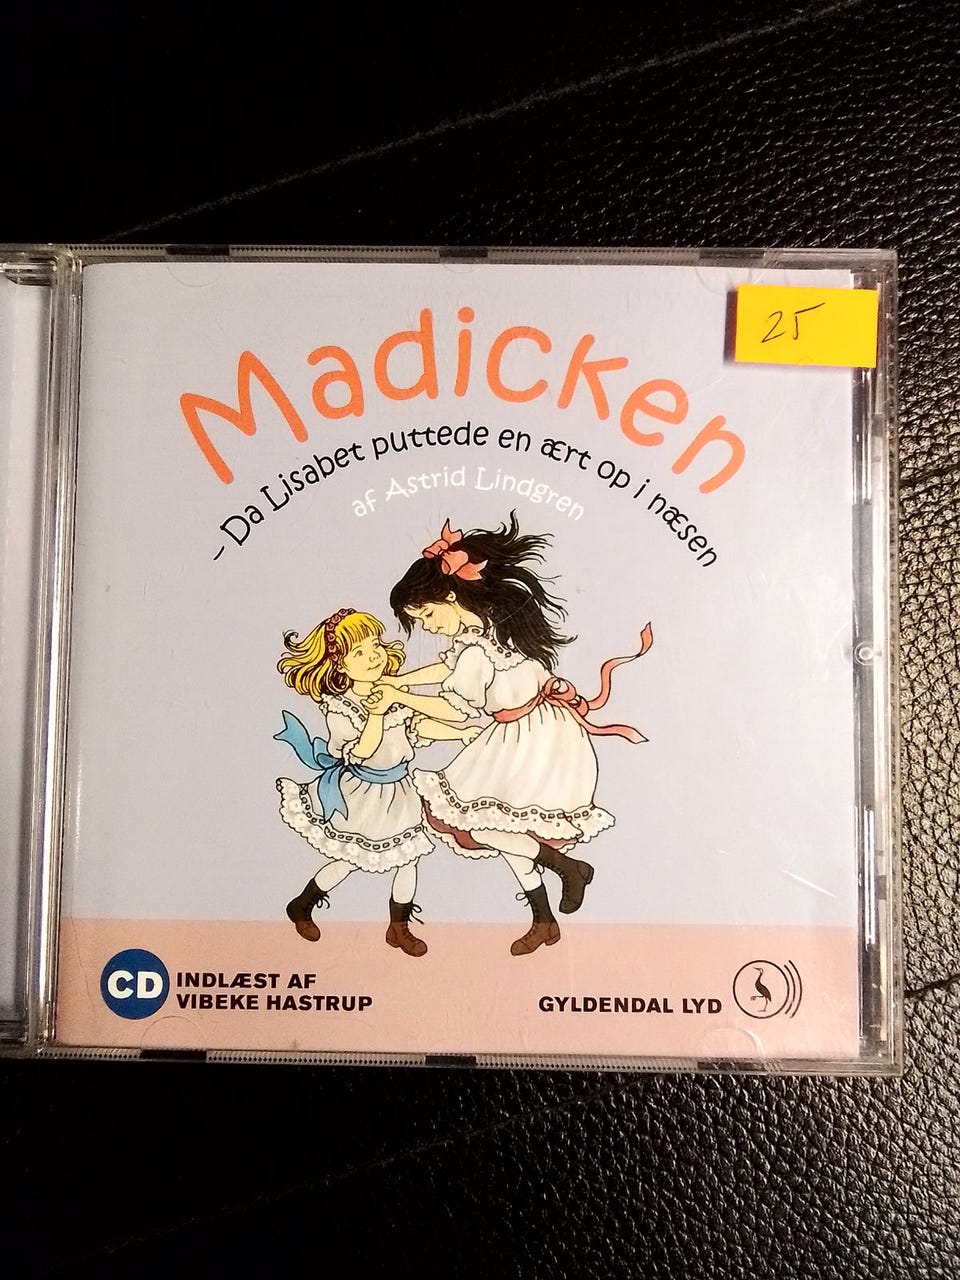 25
Madicken
– Da Lisabet puttede en ært op i næsen
af Astrid Lindgren
CD
INDLÆST AF
VIBEKE HASTRUP
GYLDENDAL LYD